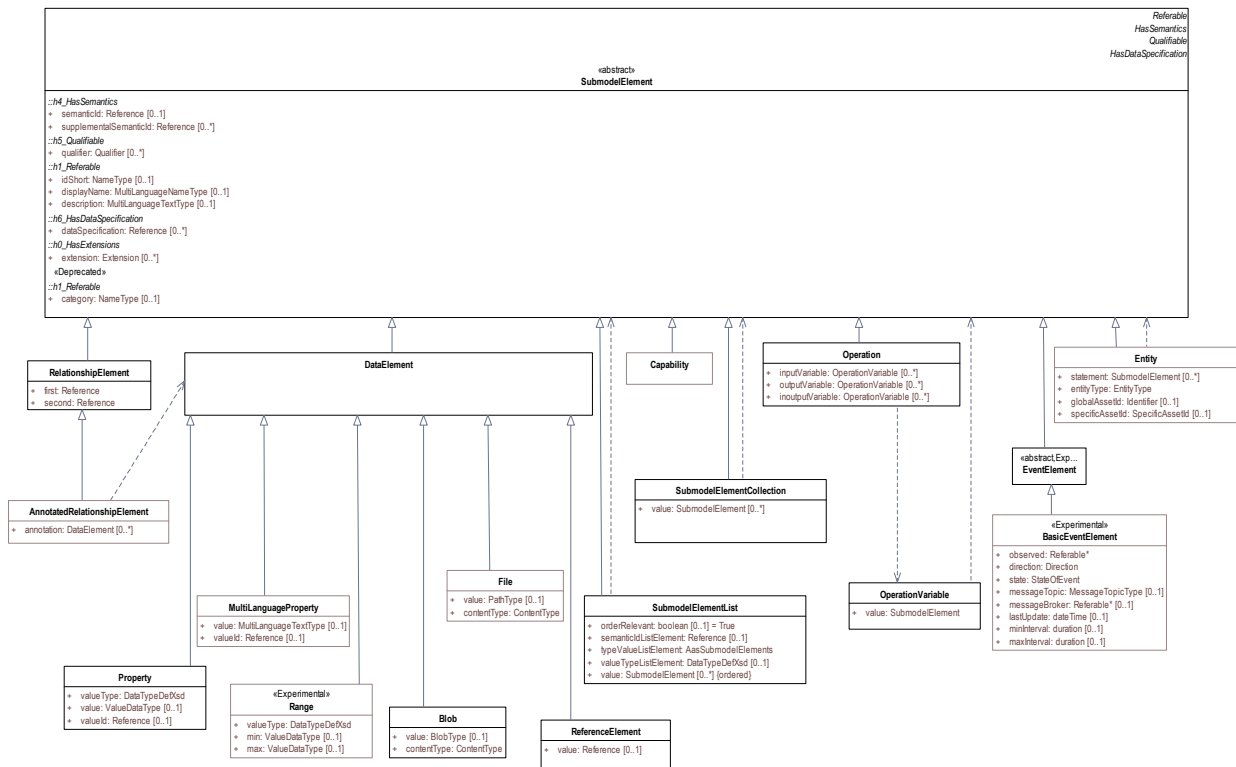 Referable
HasSemantics
Qualifiable
HasDataSpecification
«abstract»
SubmodelElement
::h4_HasSemantics
+ semanticId: Reference [0..1]
+ supplementalSemanticId: Reference [0..*]
::h5_Qualifiable
+ qualifier: Qualifier [0..*]
::h1_Referable
+ idShort: NameType [0..1]
+ displayName: MultiLanguageNameType [0..1]
+ description: MultiLanguageTextType [0..1]
::h6_HasDataSpecification
+ dataSpecification: Reference [0..*]
::h0_HasExtensions
+ extension: Extension [0..*]
«Deprecated»
::h1_Referable
+ category: NameType [0..1]
RelationshipElement
+ first: Reference
+ second: Reference
DataElement
Capability
Operation
+ inputVariable: OperationVariable [0..*]
+ outputVariable: OperationVariable [0..*]
+ inoutputVariable: OperationVariable [0..*]
Entity
+ statement: SubmodelElement [0..*]
+ entityType: EntityType
+ globalAssetId: Identifier [0..1]
+ specificAssetId: SpecificAssetId [0..1]
«abstract,Exp...
EventElement
AnnotatedRelationshipElement
+ annotation: DataElement [0..*]
SubmodelElementCollection
+ value: SubmodelElement [0..*]
«Experimental»
BasicEventElement
+ observed: Referable*
+ direction: Direction
+ state: StateOfEvent
+ messageTopic: MessageTopicType [0..1]
+ messageBroker: Referable* [0..1]
+ lastUpdate: dateTime [0..1]
+ minInterval: duration [0..1]
+ maxInterval: duration [0..1]
File
+ value: PathType [0..1]
+ contentType: ContentType
OperationVariable
+ value: SubmodelElement
MultiLanguageProperty
+ value: MultiLanguageTextType [0..1]
+ valueId: Reference [0..1]
SubmodelElementList
+ orderRelevant: boolean [0..1] = True
+ semanticIdListElement: Reference [0..1]
+ typeValueListElement: AasSubmodelElements
+ valueTypeListElement: DataTypeDefXsd [0..1]
+ value: SubmodelElement [0..*] {ordered}
Property
+ valueType: DataTypeDefXsd
+ value: ValueDataType [0..1]
+ valueId: Reference [0..1]
«Experimental»
Range
+ valueType: DataTypeDefXsd
+ min: ValueDataType [0..1]
+ max: ValueDataType [0..1]
Blob
+ value: BlobType [0..1]
+ contentType: ContentType
ReferenceElement
+ value: Reference [0..1]